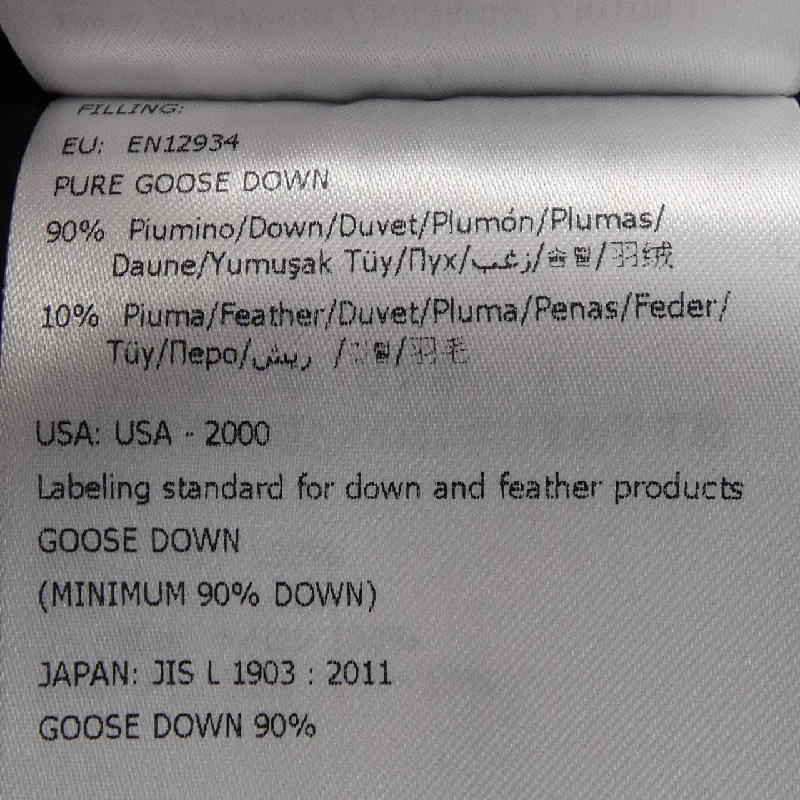 FILLING:
EU: EN12934
PURE GOOSE DOWN
90% Piumino/Down/Duvet/Plumón/Plumas/
Daune/Yumuşak Tüy/Пух/زغب/솜털/羽绒
10% Piuma/Feather/Duvet/Pluma/Penas/Feder/
Tüy/Перо/ريش /깃털/羽毛
USA: USA - 2000
Labeling standard for down and feather products
GOOSE DOWN
(MINIMUM 90% DOWN)
JAPAN: JIS L 1903 : 2011
GOOSE DOWN 90%